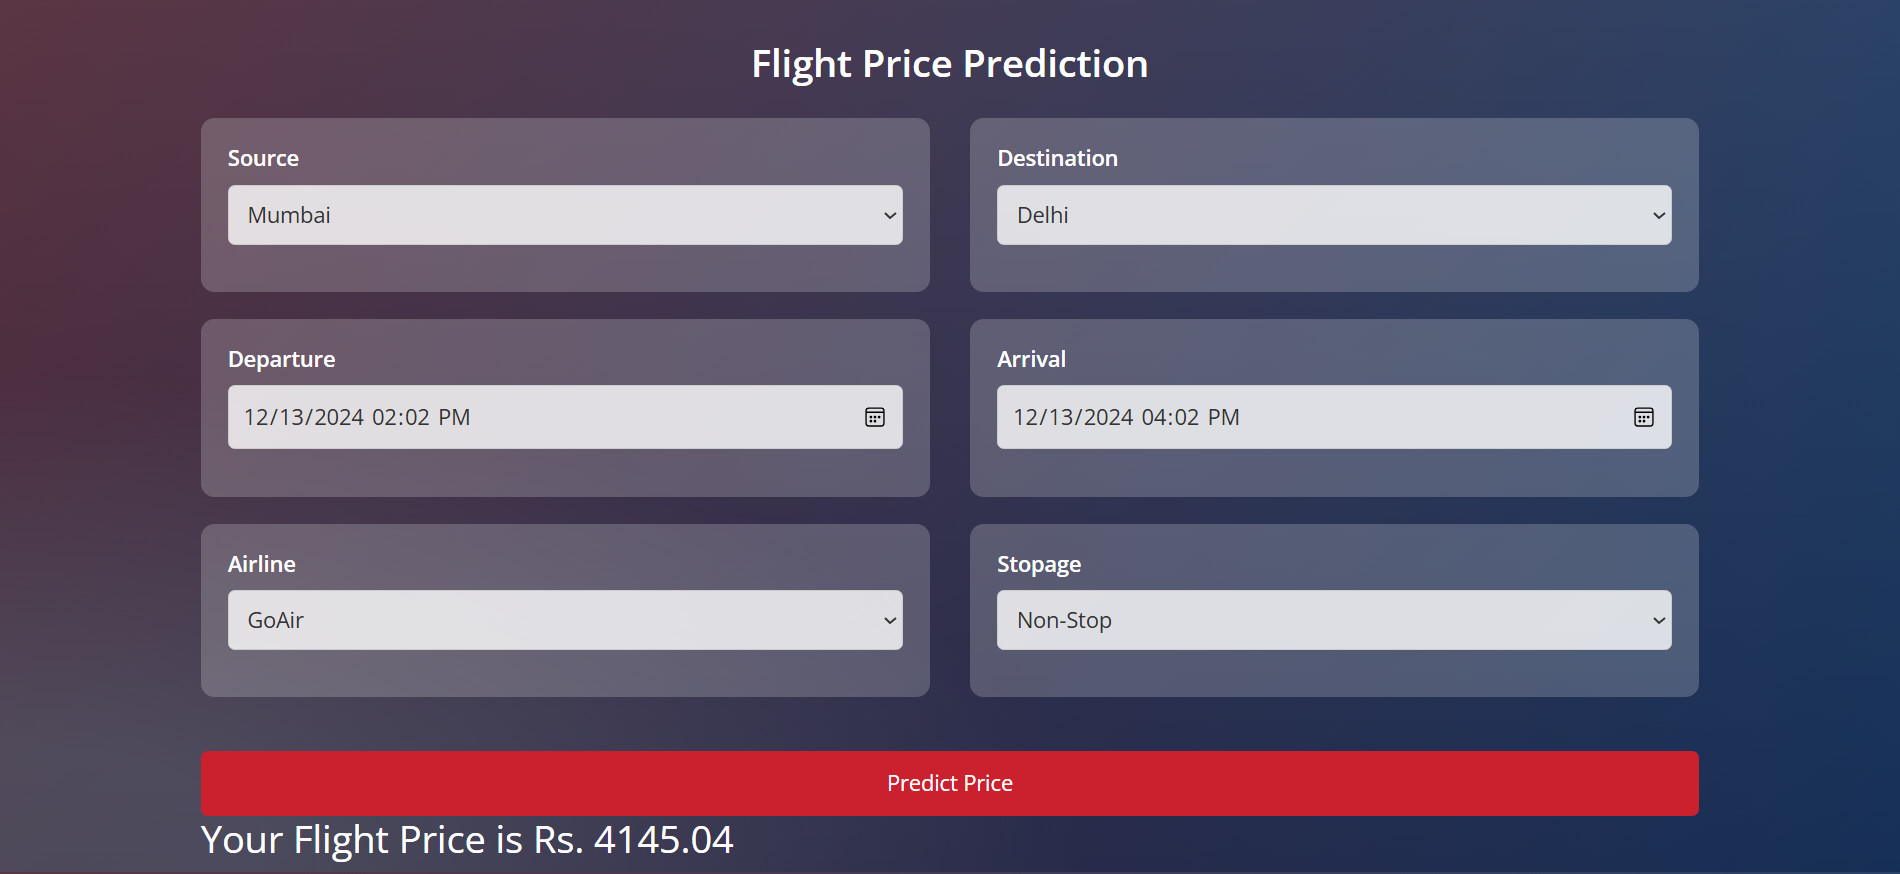 Flight Price Prediction
Source
Destination
Mumbai
Delhi
Departure
Arrival
12/13/2024 02:02 PM
12/13/2024 04:02 PM
Airline
Stopage
GoAir
Non-Stop
Predict Price
Your Flight Price is Rs. 4145.04